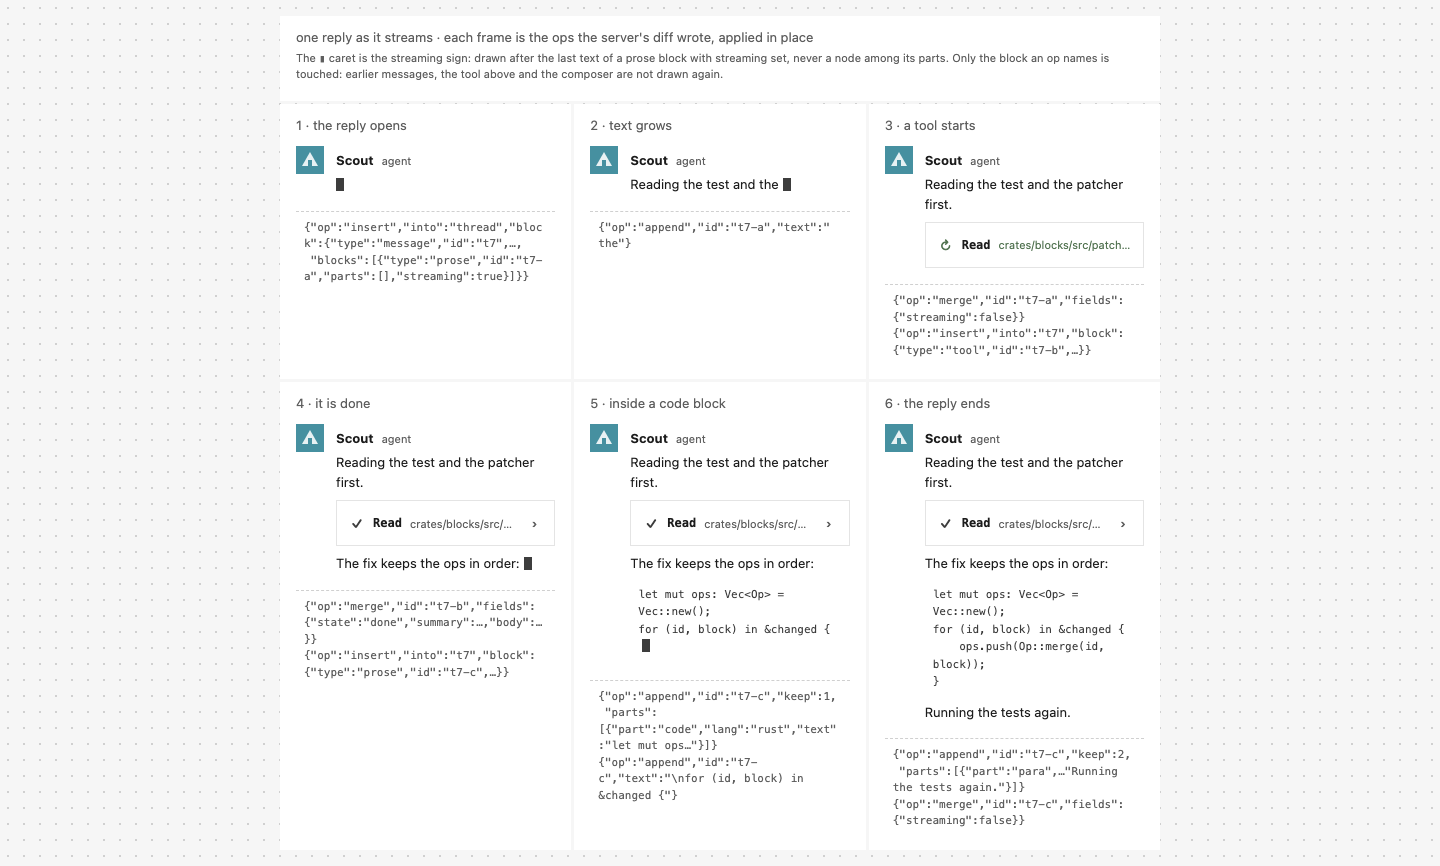 one reply as it streams · each frame is the ops the server's diff wrote, applied in place
The ▮ caret is the streaming sign: drawn after the last text of a prose block with streaming set, never a node among its parts. Only the block an op names is
touched: earlier messages, the tool above and the composer are not drawn again.
1 · the reply opens
Scout agent
{"op":"insert","into":"thread","bloc
k":{"type":"message","id":"t7",…,
"blocks":[{"type":"prose","id":"t7-
a","parts":[],"streaming":true}]}}
2 · text grows
Scout agent
Reading the test and the
{"op":"append","id":"t7-a","text":"
the"}
3 · a tool starts
Scout agent
Reading the test and the patcher
first.
Read crates/blocks/src/patch…
{"op":"merge","id":"t7-a","fields":
{"streaming":false}}
{"op":"insert","into":"t7","block":
{"type":"tool","id":"t7-b",…}}
4 · it is done
Scout agent
Reading the test and the patcher
first.
Read crates/blocks/src/… ›
The fix keeps the ops in order:
{"op":"merge","id":"t7-b","fields":
{"state":"done","summary":…,"body":…
}}
{"op":"insert","into":"t7","block":
{"type":"prose","id":"t7-c",…}}
5 · inside a code block
Scout agent
Reading the test and the patcher
first.
Read crates/blocks/src/… ›
The fix keeps the ops in order:
let mut ops: Vec<Op> =
Vec::new();
for (id, block) in &changed {
{"op":"append","id":"t7-c","keep":1,
"parts":
[{"part":"code","lang":"rust","text"
:"let mut ops…"}]}
{"op":"append","id":"t7-
c","text":"\nfor (id, block) in
&changed {"}
6 · the reply ends
Scout agent
Reading the test and the patcher
first.
Read crates/blocks/src/… ›
The fix keeps the ops in order:
let mut ops: Vec<Op> =
Vec::new();
for (id, block) in &changed {
ops.push(Op::merge(id,
block));
}
Running the tests again.
{"op":"append","id":"t7-c","keep":2,
"parts":[{"part":"para",…"Running
the tests again."}]}
{"op":"merge","id":"t7-c","fields":
{"streaming":false}}